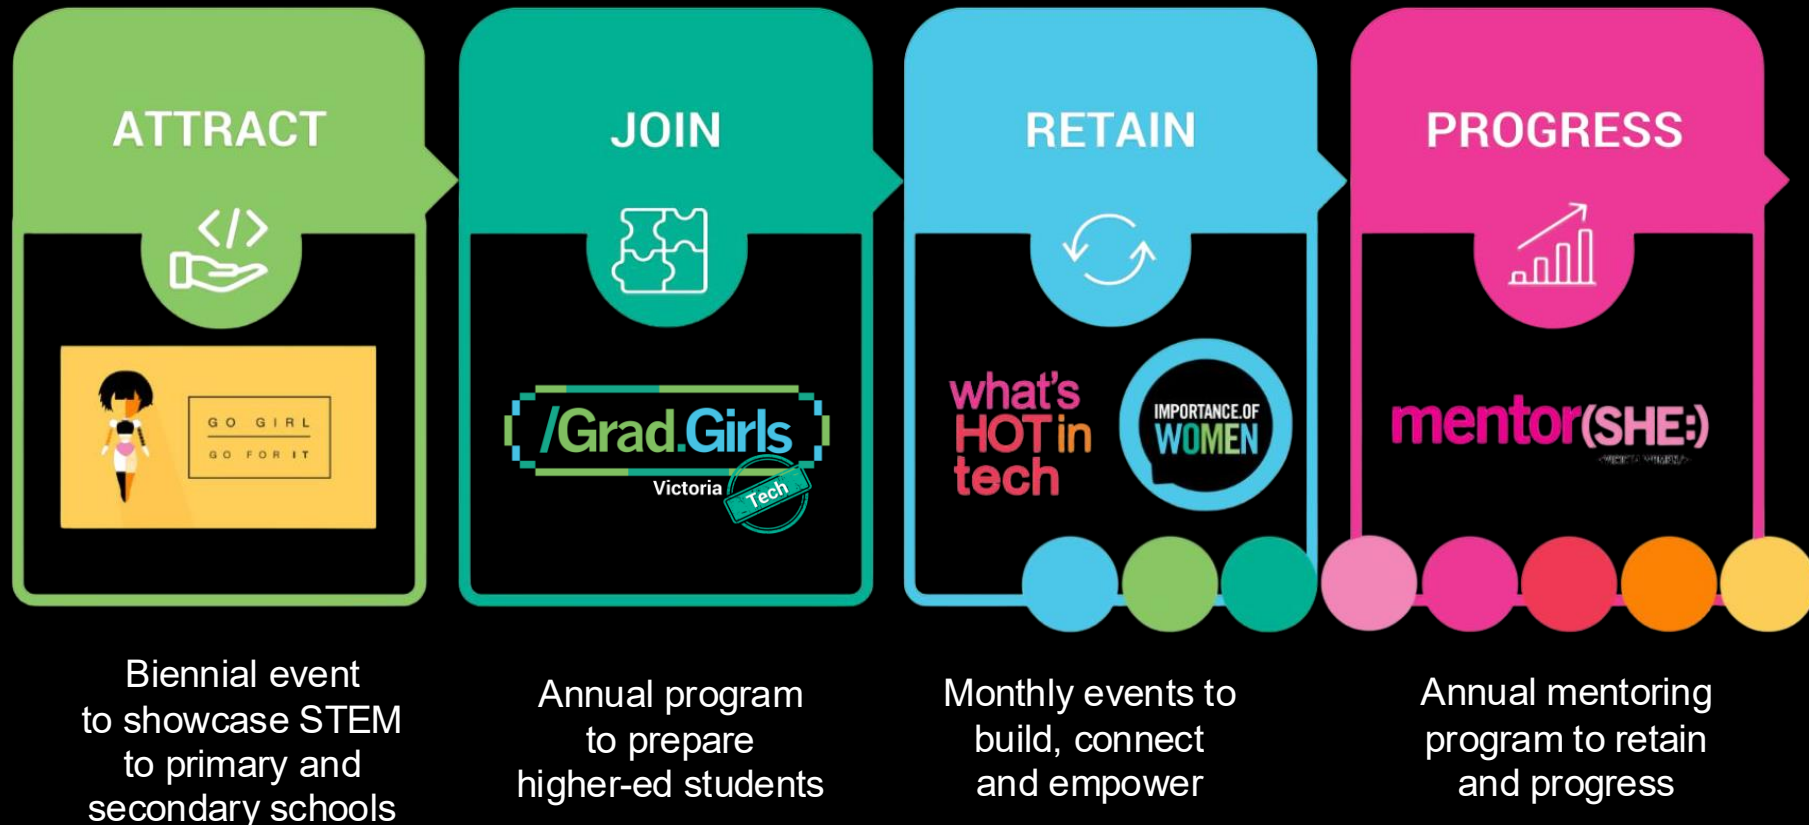 ATTRACT
</>
GO GIRL
GO FOR IT
Biennial event
to showcase STEM
to primary and
secondary schools
JOIN
/Grad.Girls
Victoria
Tech
Annual program
to prepare
higher-ed students
RETAIN
what's
HOT in
tech
IMPORTANCE.OF
WOMEN
Monthly events to
build, connect
and empower
PROGRESS
mentor(SHE:)
Annual mentoring
program to retain
and progress